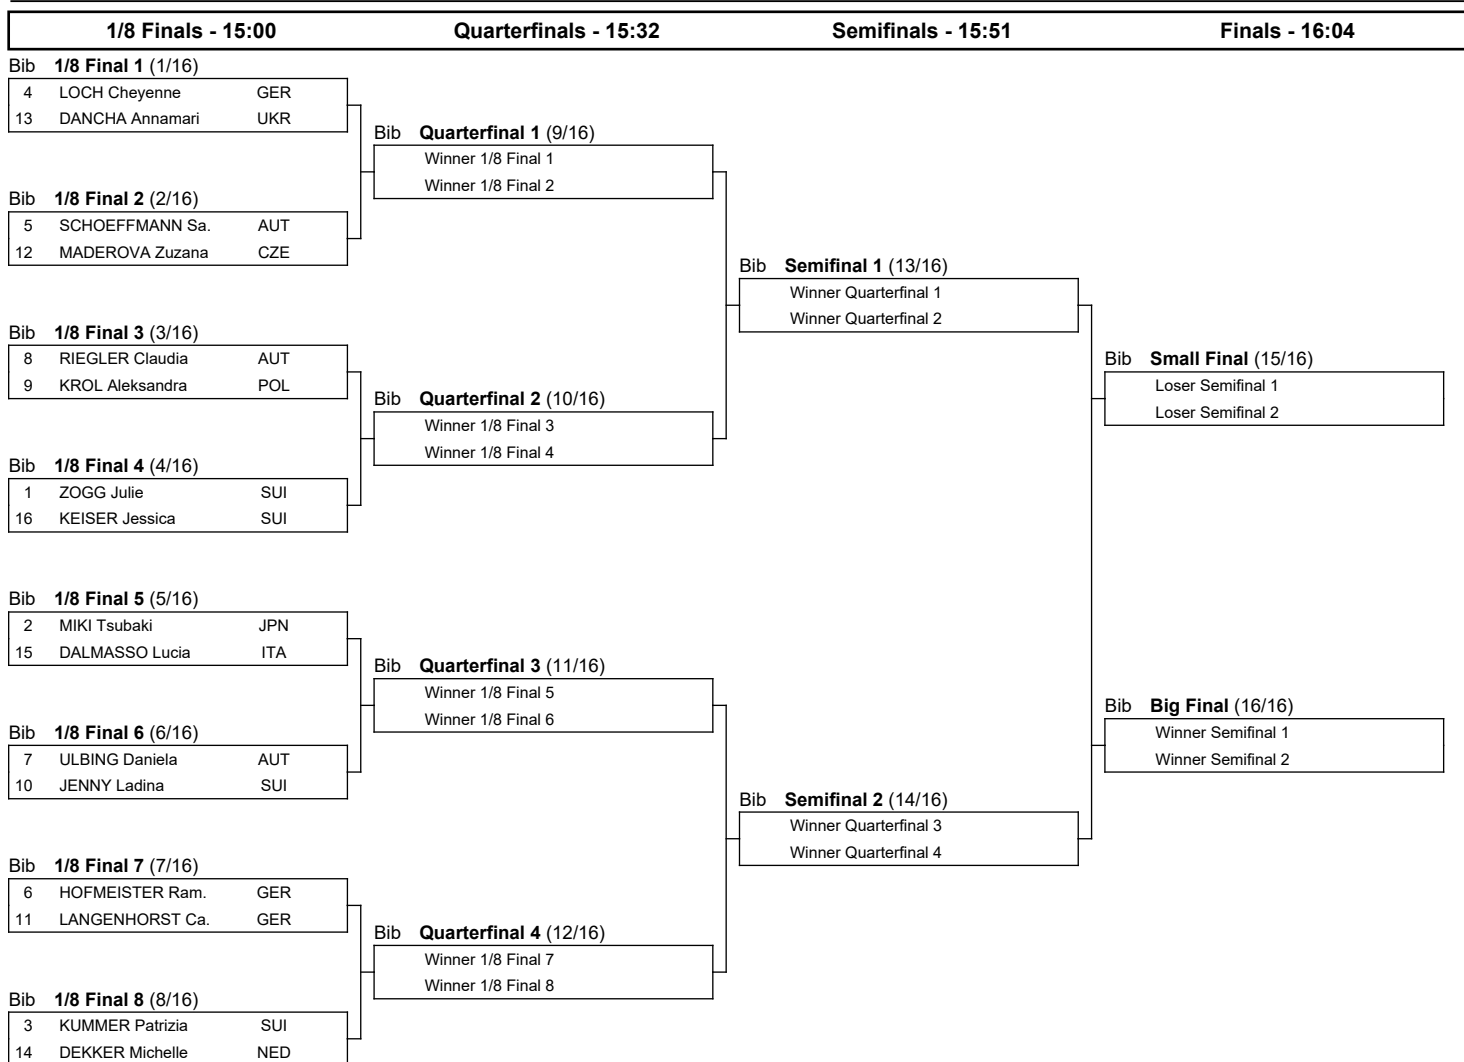 1/8 Finals - 15:00 Quarterfinals - 15:32 Semifinals - 15:51 Finals - 16:04
Bib 1/8 Final 1 (1/16)
4 LOCH Cheyenne GER
13 DANCHA Annamari UKR
Bib 1/8 Final 2 (2/16)
5 SCHOEFFMANN Sa. AUT
12 MADEROVA Zuzana CZE
Bib 1/8 Final 3 (3/16)
8 RIEGLER Claudia AUT
9 KROL Aleksandra POL
Bib 1/8 Final 4 (4/16)
1 ZOGG Julie SUI
16 KEISER Jessica SUI
Bib 1/8 Final 5 (5/16)
2 MIKI Tsubaki JPN
15 DALMASSO Lucia ITA
Bib 1/8 Final 6 (6/16)
7 ULBING Daniela AUT
10 JENNY Ladina SUI
Bib 1/8 Final 7 (7/16)
6 HOFMEISTER Ram. GER
11 LANGENHORST Ca. GER
Bib 1/8 Final 8 (8/16)
3 KUMMER Patrizia SUI
14 DEKKER Michelle NED
Bib Quarterfinal 1 (9/16)
Winner 1/8 Final 1
Winner 1/8 Final 2
Bib Quarterfinal 2 (10/16)
Winner 1/8 Final 3
Winner 1/8 Final 4
Bib Quarterfinal 3 (11/16)
Winner 1/8 Final 5
Winner 1/8 Final 6
Bib Quarterfinal 4 (12/16)
Winner 1/8 Final 7
Winner 1/8 Final 8
Bib Semifinal 1 (13/16)
Winner Quarterfinal 1
Winner Quarterfinal 2
Bib Semifinal 2 (14/16)
Winner Quarterfinal 3
Winner Quarterfinal 4
Bib Small Final (15/16)
Loser Semifinal 1
Loser Semifinal 2
Bib Big Final (16/16)
Winner Semifinal 1
Winner Semifinal 2